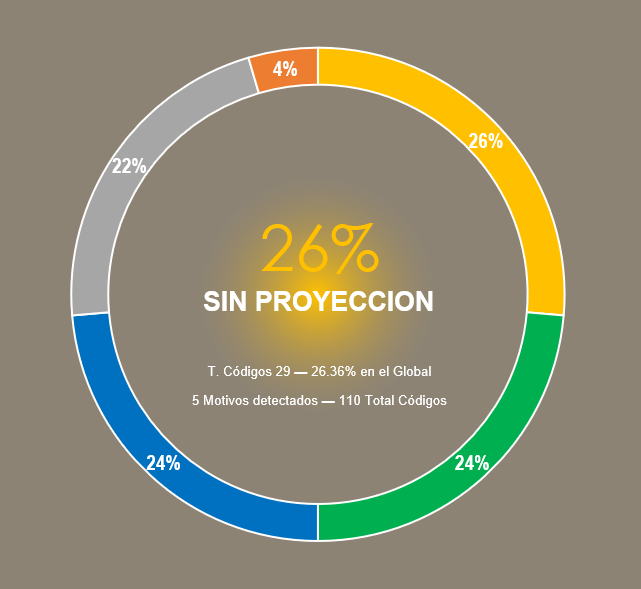 4%
26%
22%
26%
SIN PROYECCION
T. Códigos 29 — 26.36% en el Global
5 Motivos detectados — 110 Total Códigos
24%
24%